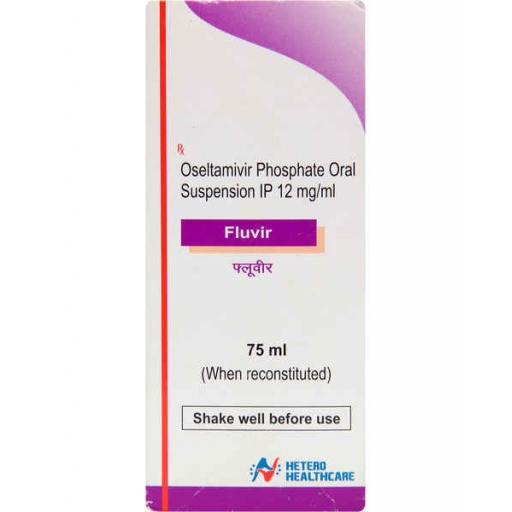 Rx
Oseltamivir Phosphate Oral
Suspension IP 12 mg/ml
Fluvir
फ्लूवीर
75 ml
(When reconstituted)
Shake well before use
HETERO
HEALTHCARE